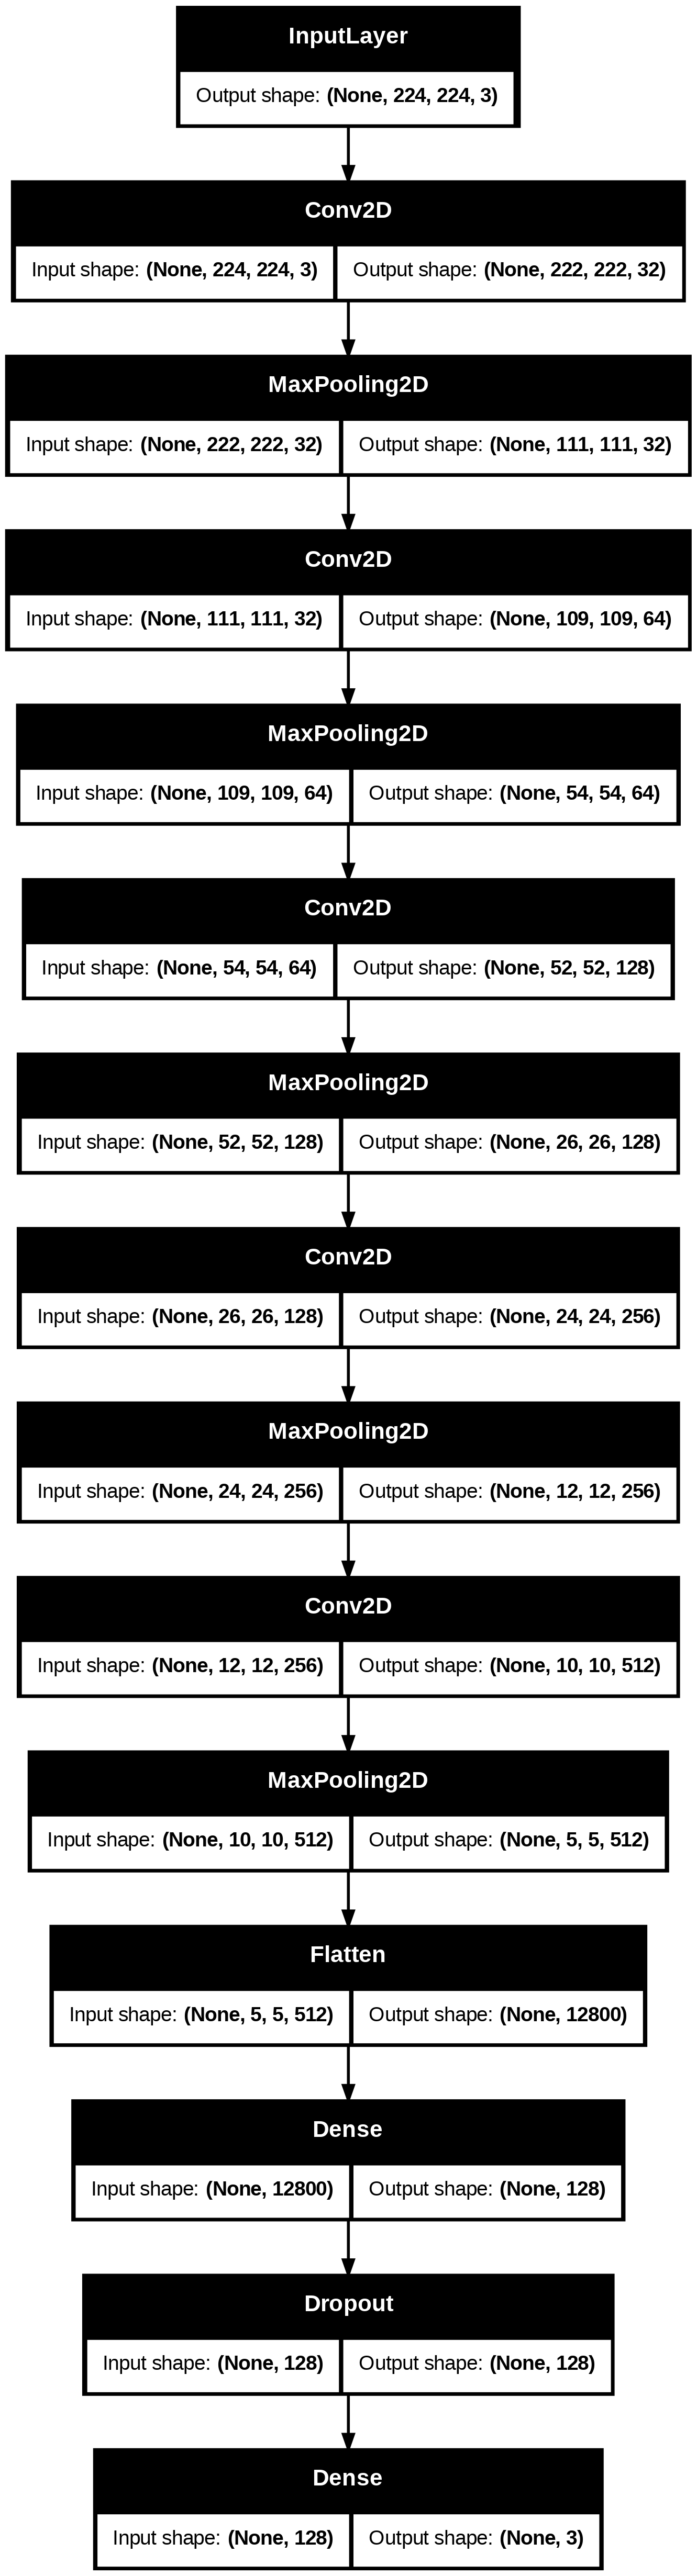 InputLayer
Output shape: (None, 224, 224, 3)
Conv2D
Input shape: (None, 224, 224, 3) Output shape: (None, 222, 222, 32)
MaxPooling2D
Input shape: (None, 222, 222, 32) Output shape: (None, 111, 111, 32)
Conv2D
Input shape: (None, 111, 111, 32) Output shape: (None, 109, 109, 64)
MaxPooling2D
Input shape: (None, 109, 109, 64) Output shape: (None, 54, 54, 64)
Conv2D
Input shape: (None, 54, 54, 64) Output shape: (None, 52, 52, 128)
MaxPooling2D
Input shape: (None, 52, 52, 128) Output shape: (None, 26, 26, 128)
Conv2D
Input shape: (None, 26, 26, 128) Output shape: (None, 24, 24, 256)
MaxPooling2D
Input shape: (None, 24, 24, 256) Output shape: (None, 12, 12, 256)
Conv2D
Input shape: (None, 12, 12, 256) Output shape: (None, 10, 10, 512)
MaxPooling2D
Input shape: (None, 10, 10, 512) Output shape: (None, 5, 5, 512)
Flatten
Input shape: (None, 5, 5, 512) Output shape: (None, 12800)
Dense
Input shape: (None, 12800) Output shape: (None, 128)
Dropout
Input shape: (None, 128) Output shape: (None, 128)
Dense
Input shape: (None, 128) Output shape: (None, 3)